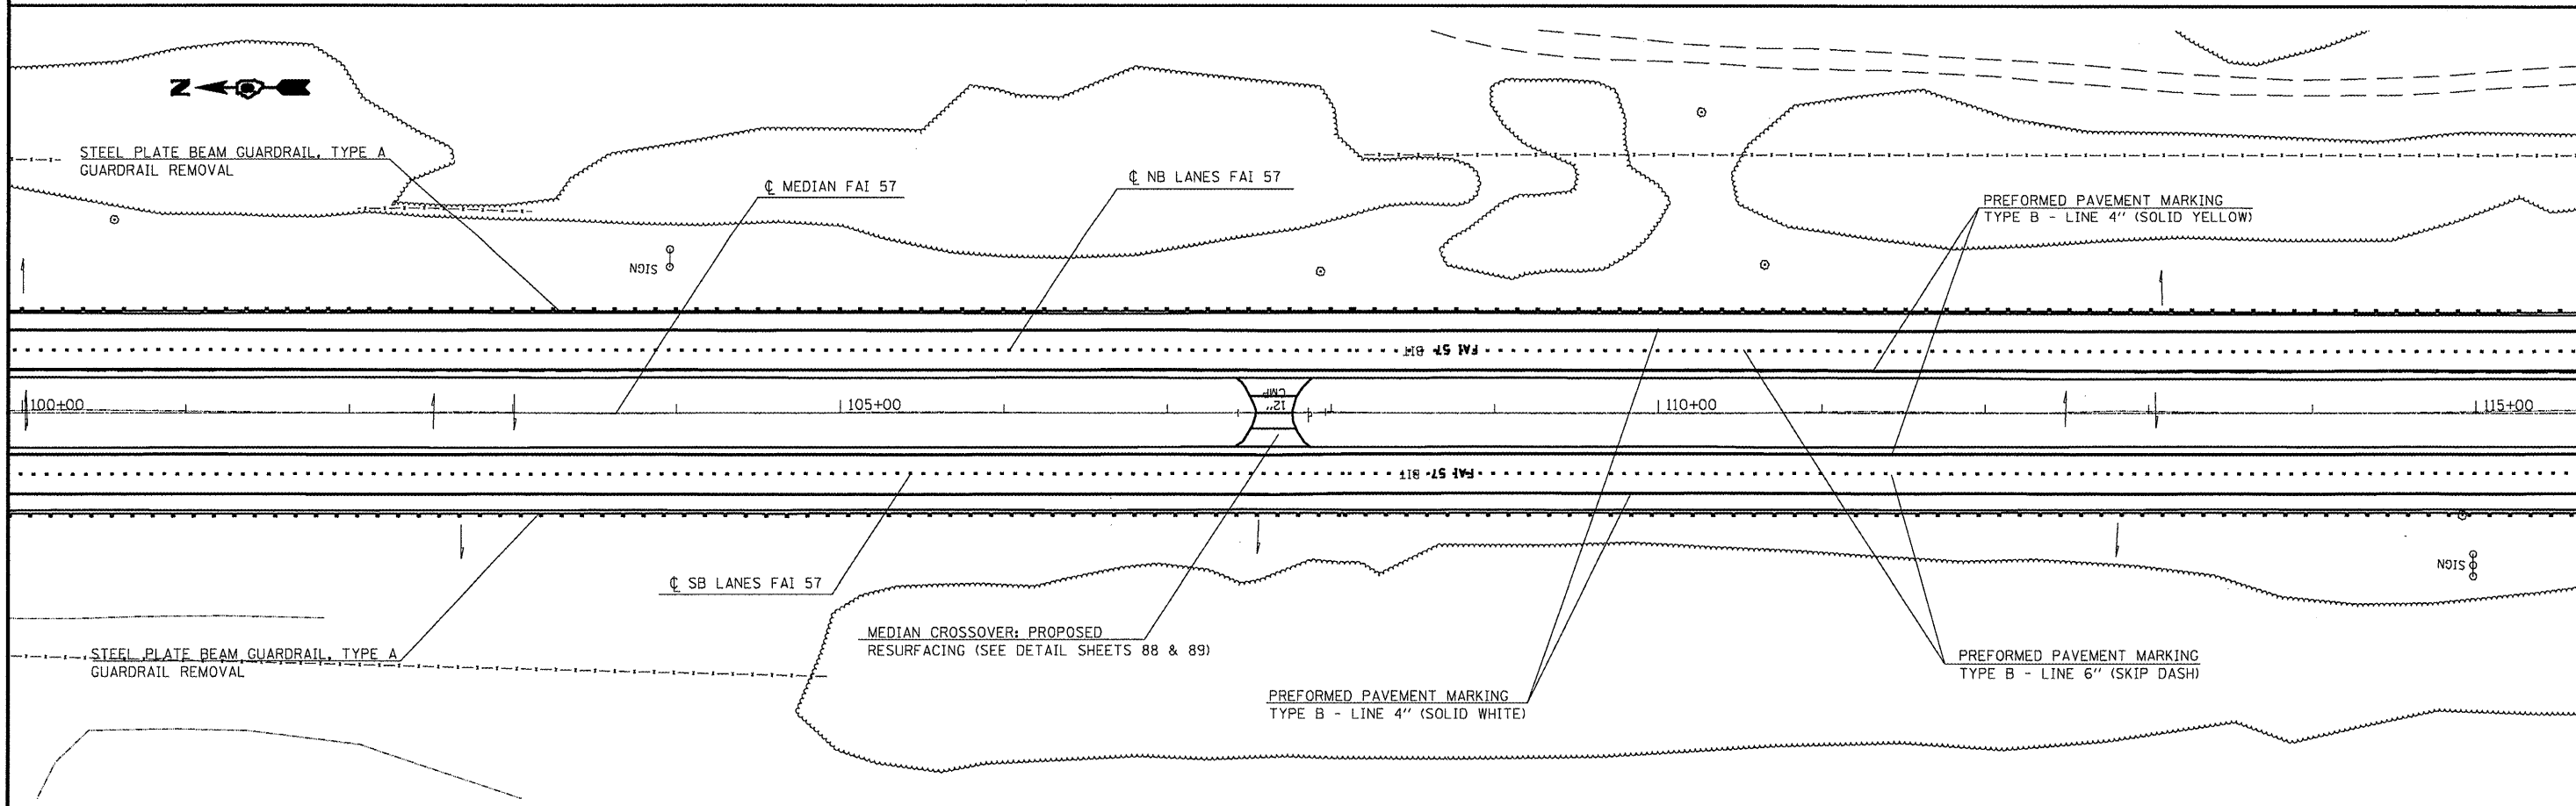 N
STEEL PLATE BEAM GUARDRAIL, TYPE A
GUARDRAIL REMOVAL
℄ MEDIAN FAI 57
℄ NB LANES FAI 57
PREFORMED PAVEMENT MARKING
TYPE B - LINE 4" (SOLID YELLOW)
SIGN
FAI 57 BIT
100+00
105+00
12" CMP
110+00
115+00
FAI 57 BIT
SIGN
℄ SB LANES FAI 57
MEDIAN CROSSOVER: PROPOSED
RESURFACING (SEE DETAIL SHEETS 88 & 89)
STEEL PLATE BEAM GUARDRAIL, TYPE A
GUARDRAIL REMOVAL
PREFORMED PAVEMENT MARKING
TYPE B - LINE 6" (SKIP DASH)
PREFORMED PAVEMENT MARKING
TYPE B - LINE 4" (SOLID WHITE)